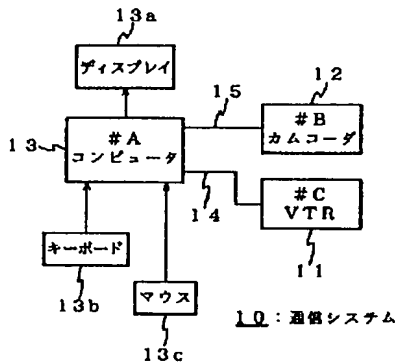 13a
ディスプレイ
15
12
#B
カムコーダ
13
#A
コンピュータ
14
#C
VTR
11
キーボード
13b
マウス
13c
10:通信システム